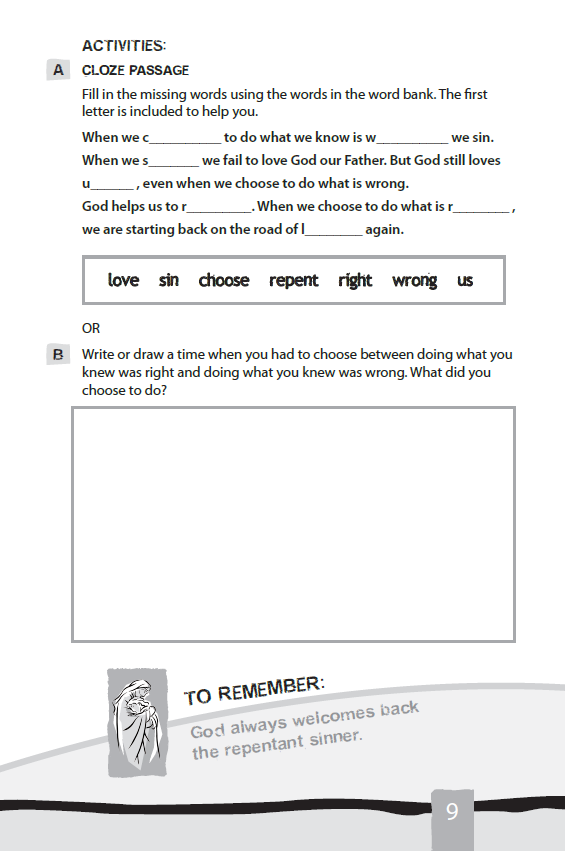 ACTIVITIES:
A CLOZE PASSAGE
Fill in the missing words using the words in the word bank. The first
letter is included to help you.
When we c__________ to do what we know is w__________ we sin.
When we s_______ we fail to love God our Father. But God still loves
u______ , even when we choose to do what is wrong.
God helps us to r_________. When we choose to do what is r________ ,
we are starting back on the road of l________ again.
love sin choose repent right wrong us
OR
B Write or draw a time when you had to choose between doing what you
knew was right and doing what you knew was wrong. What did you
choose to do?
TO REMEMBER:
God always welcomes back
the repentant sinner.
9